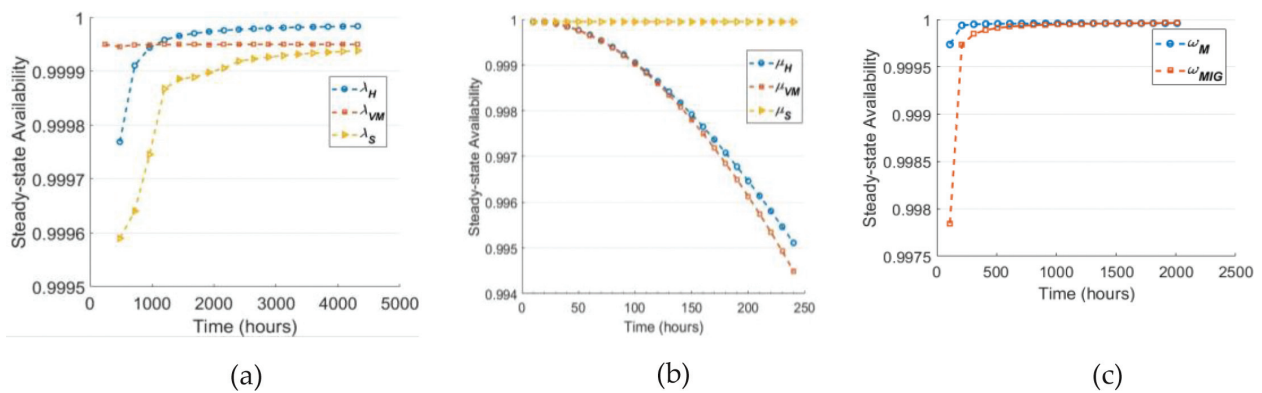 1
0.9999
0.9998
0.9997
0.9996
0.9995
0 1000 2000 3000 4000 5000
Steady-state Availability
Time (hours)
λH
λVM
λS
(a)
1
0.999
0.998
0.997
0.996
0.995
0.994
0 50 100 150 200 250
Steady-state Availability
Time (hours)
μH
μVM
μS
(b)
1
0.9995
0.999
0.9985
0.998
0.9975
0 500 1000 1500 2000 2500
Steady-state Availability
Time (hours)
ωM
ωMIG
(c)